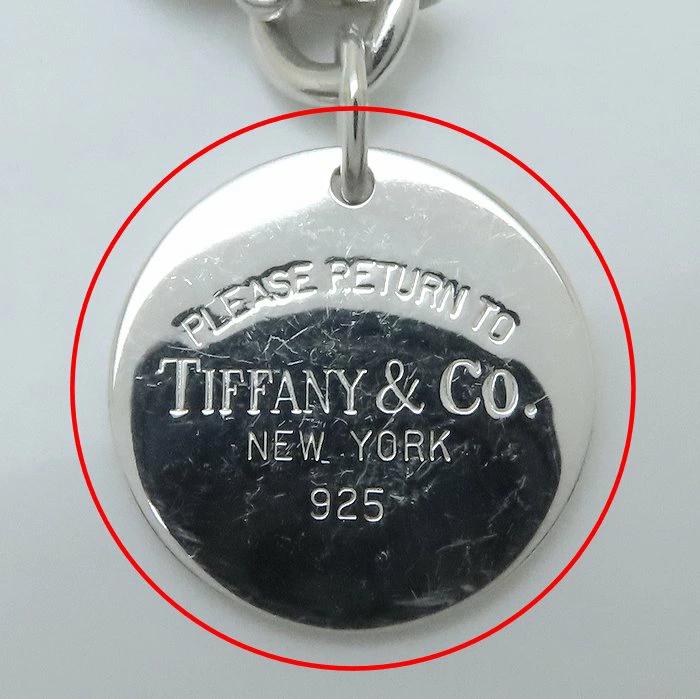 PLEASE RETURN TO
TIFFANY & CO.
NEW YORK
925